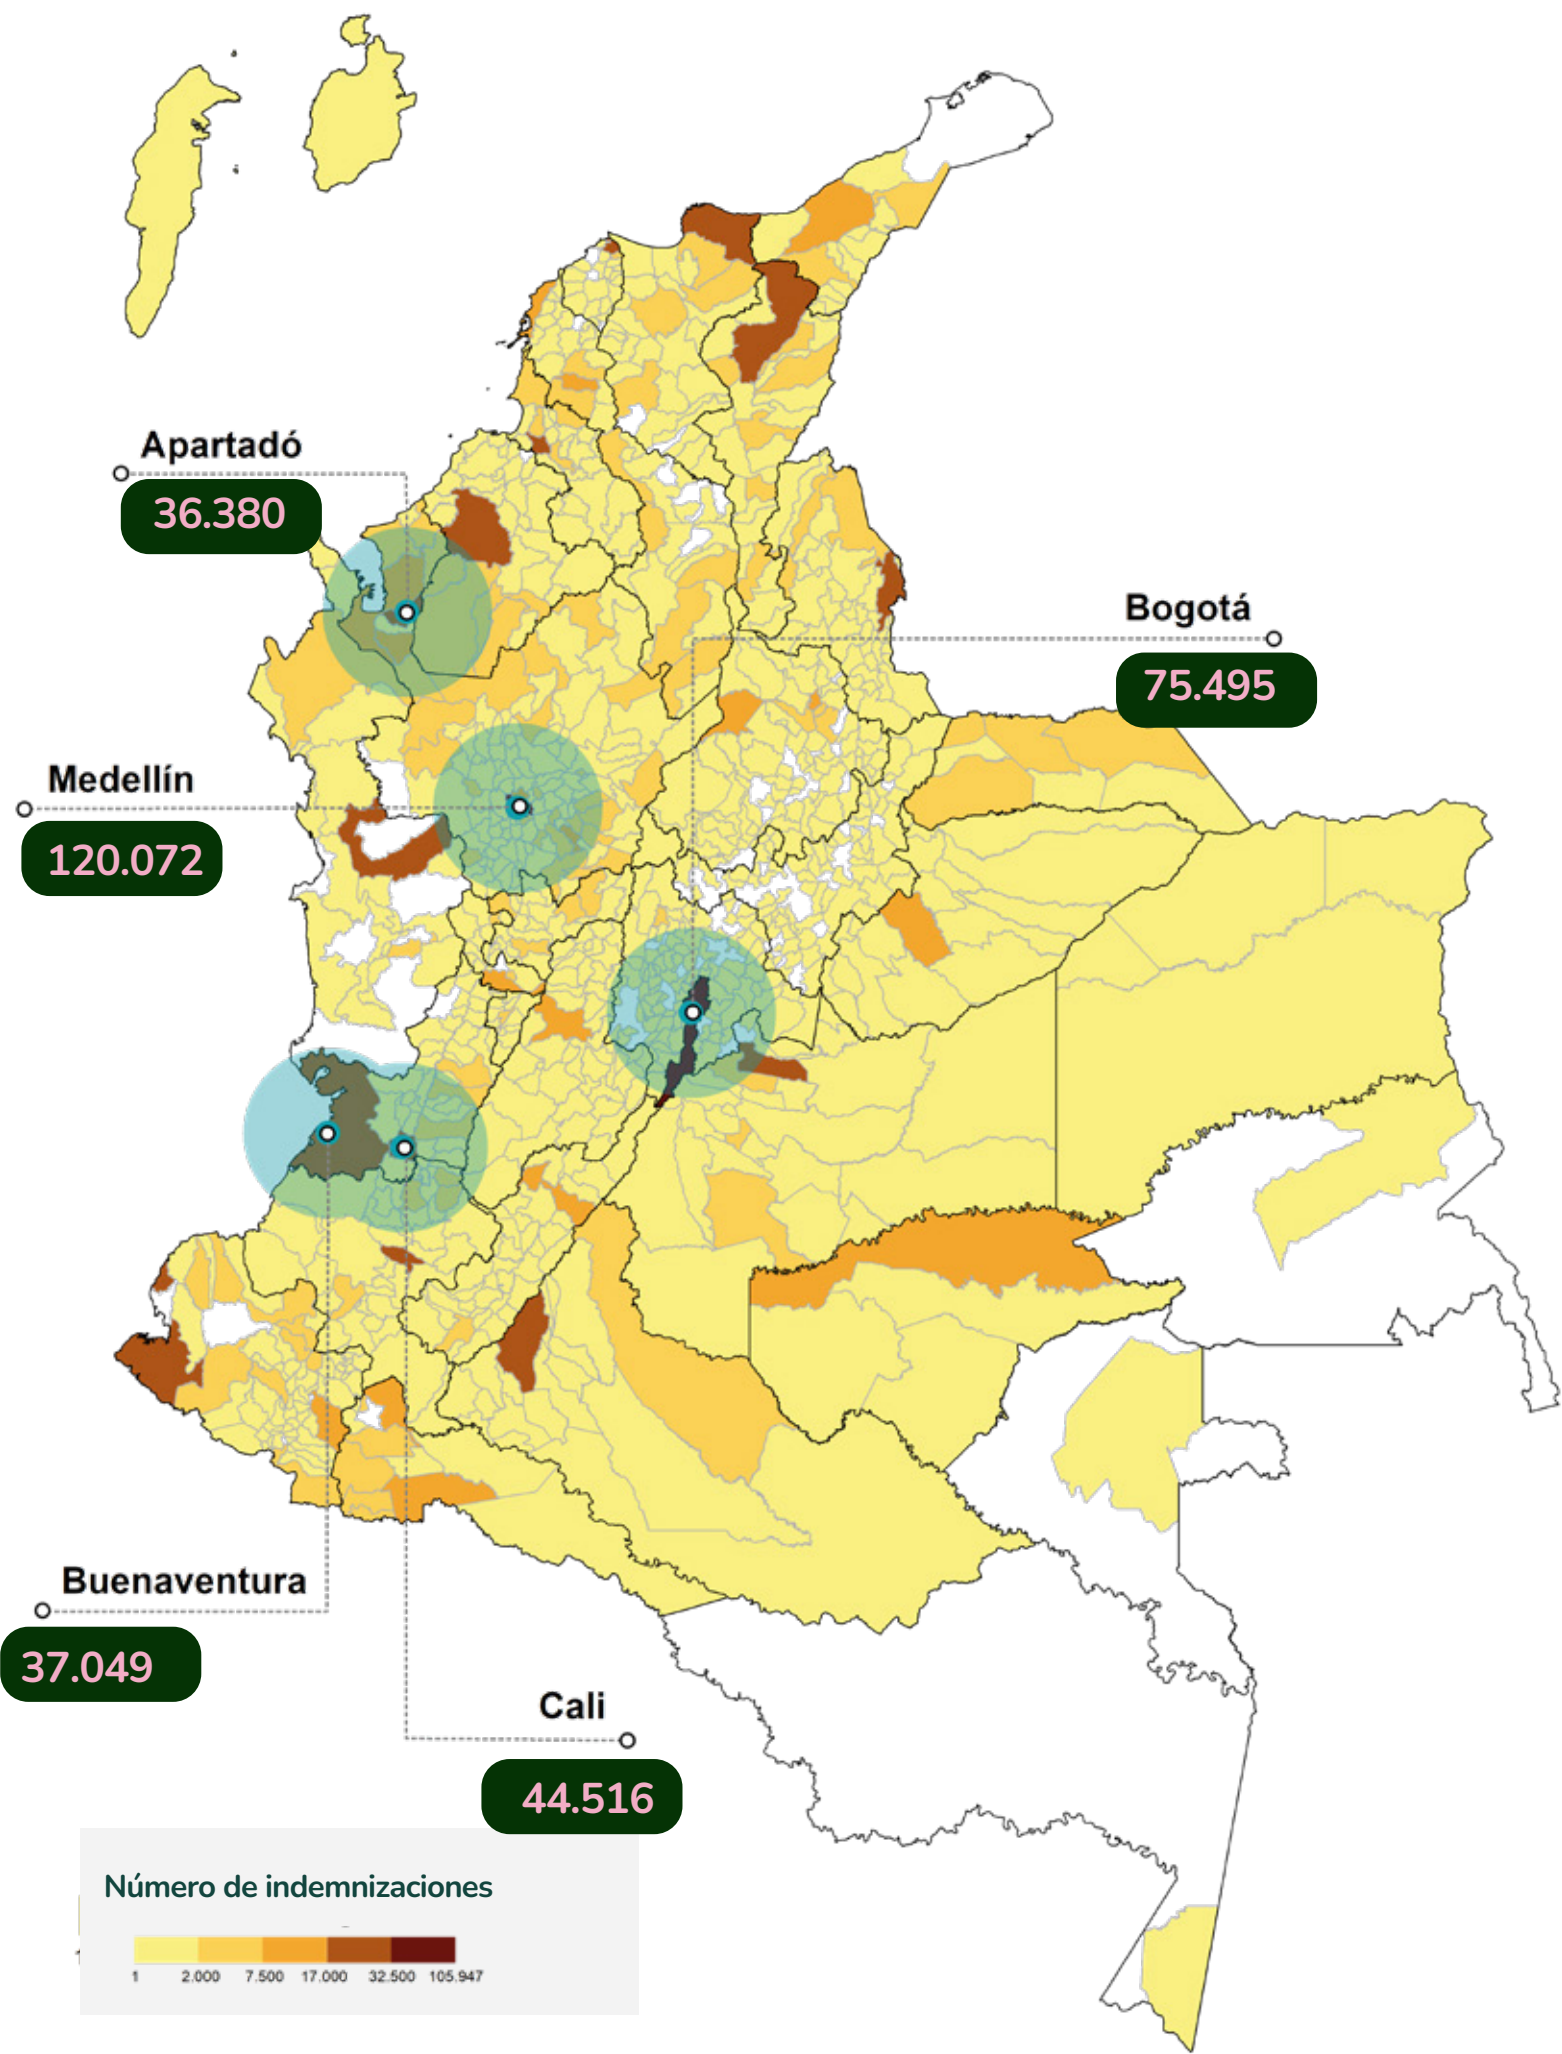 Apartadó
36.380
Bogotá
75.495
Medellín
120.072
Buenaventura
37.049
Cali
44.516
Número de indemnizaciones
1 2.000 7.500 17.000 32.500 105.947